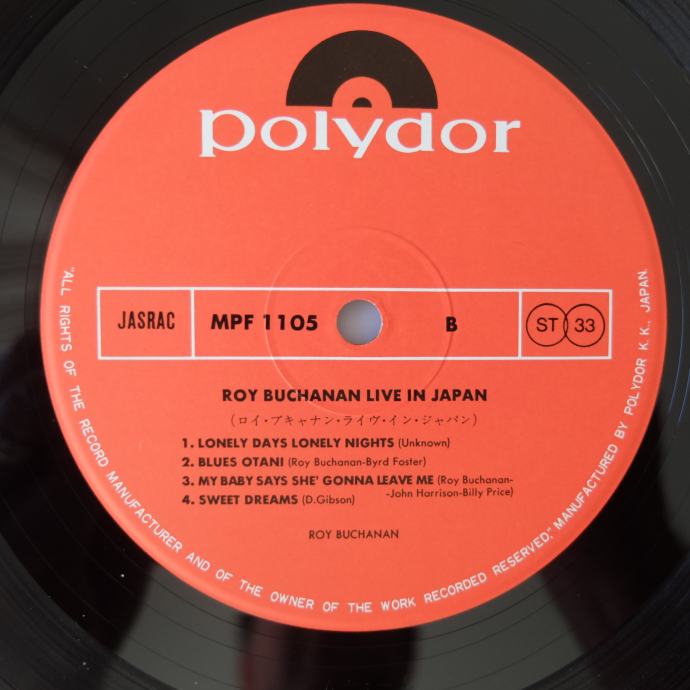 polydor
JASRAC MPF 1105 B ST 33
ROY BUCHANAN LIVE IN JAPAN
(ロイ・ブキャナン・ライヴ・イン・ジャパン)
1. LONELY DAYS LONELY NIGHTS (Unknown)
2. BLUES OTANI (Roy Buchanan-Byrd Foster)
3. MY BABY SAYS SHE' GONNA LEAVE ME (Roy Buchanan-
-John Harrison-Billy Price)
4. SWEET DREAMS (D.Gibson)
ROY BUCHANAN
"ALL RIGHTS OF THE RECORD MANUFACTURER AND OF THE OWNER OF THE WORK RECORDED RESERVED." MANUFACTURED BY POLYDOR K.K., JAPAN.